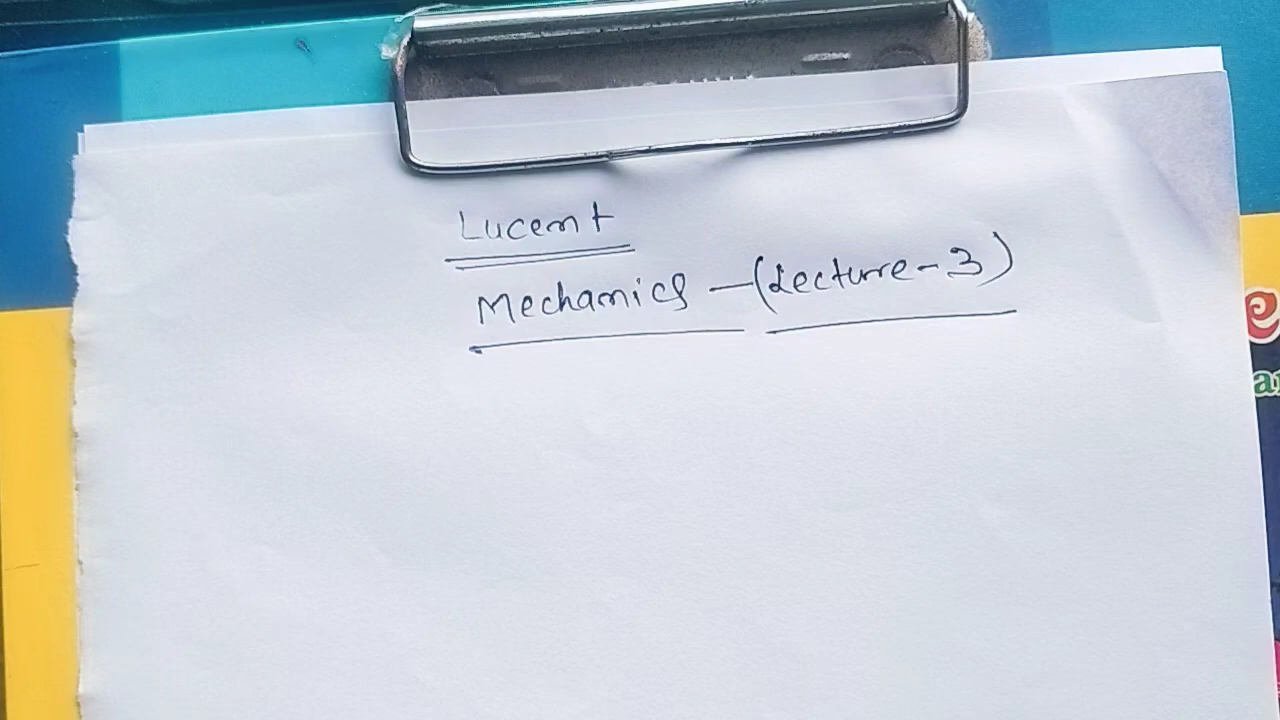 Lucent
Mechanics - (Lecture - 3)
e